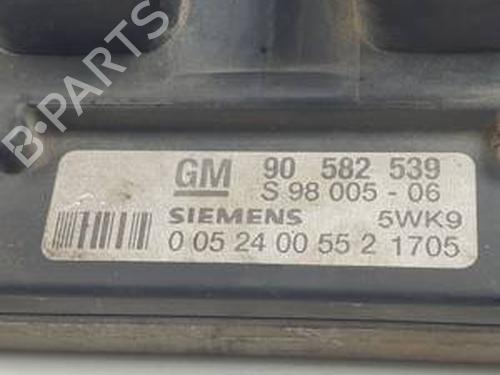 B-PARTS
GM 90 582 539
S 98 005 - 06
SIEMENS 5WK9
0 05 24 00 55 2 1705